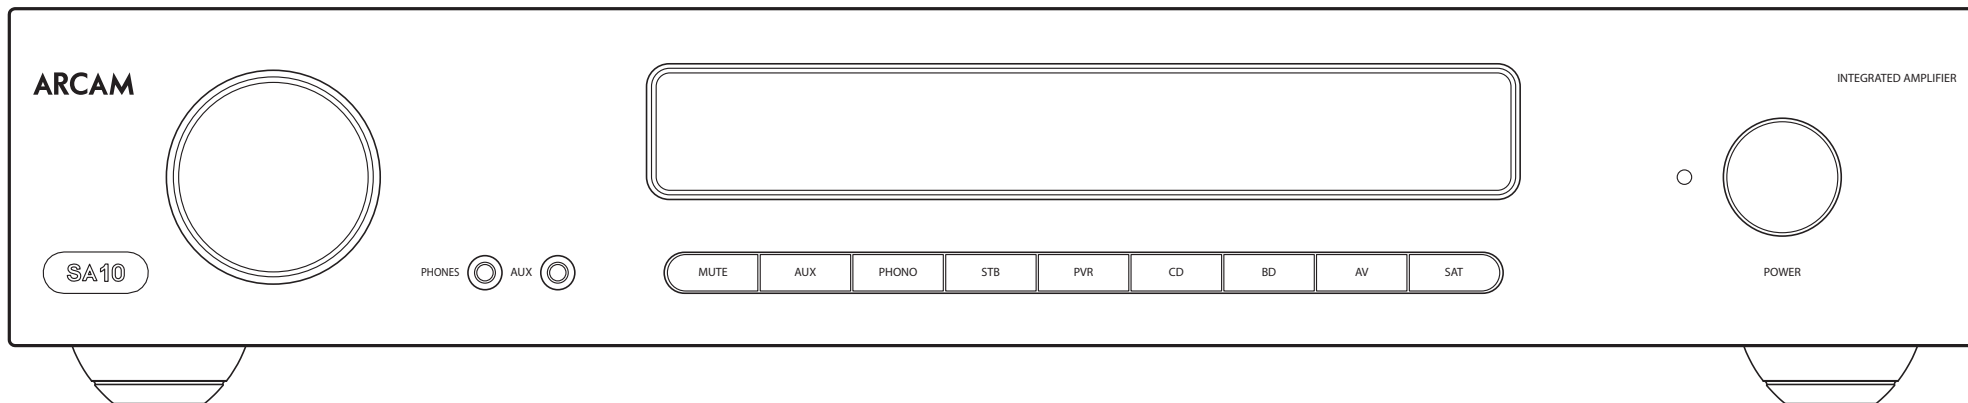 ARCAM
INTEGRATED AMPLIFIER
SA10
PHONES AUX MUTE AUX PHONO STB PVR CD BD AV SAT POWER